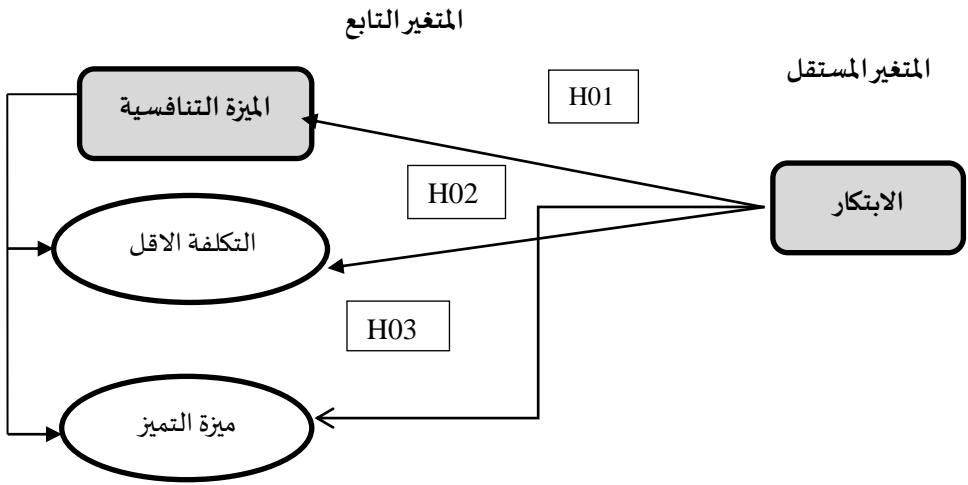 المتغير التابع
المتغير المستقل
الميزة التنافسية
H01
الابتكار
H02
التكلفة الاقل
H03
ميزة التميز